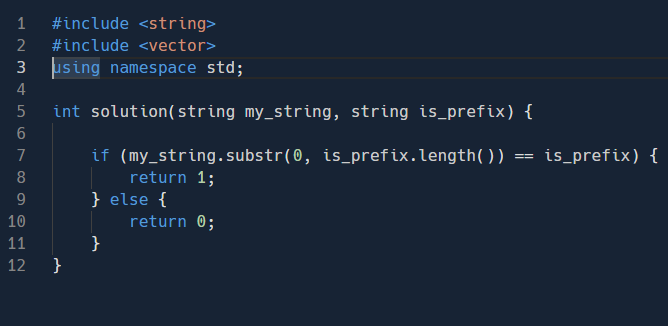 1 #include <string>
2 #include <vector>
3 using namespace std;
4
5 int solution(string my_string, string is_prefix) {
6
7     if (my_string.substr(0, is_prefix.length()) == is_prefix) {
8         return 1;
9     } else {
10         return 0;
11     }
12 }